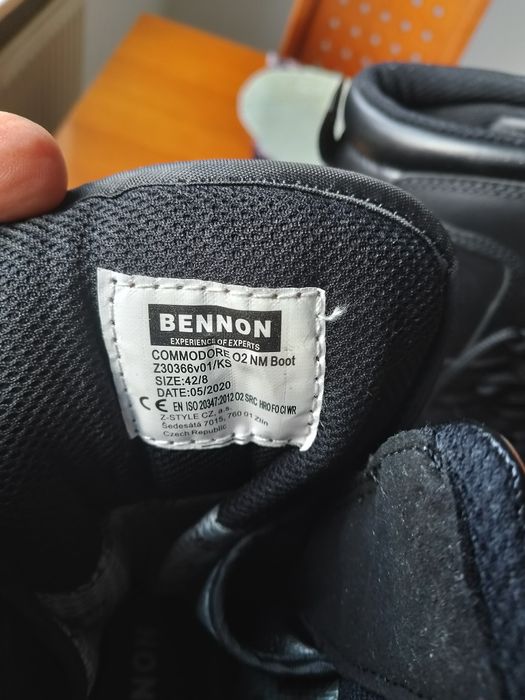 BENNON
EXPERIENCE OF EXPERTS
COMMODORE O2 NM Boot
Z30366v01/KS
SIZE:42/8
DATE:05/2020
CE EN ISO 20347:2012 O2 SRC HRO FO CI WR
Z-STYLE CZ, a.s.
Šedesátá 7015, 760 01 Zlín
Czech Republic